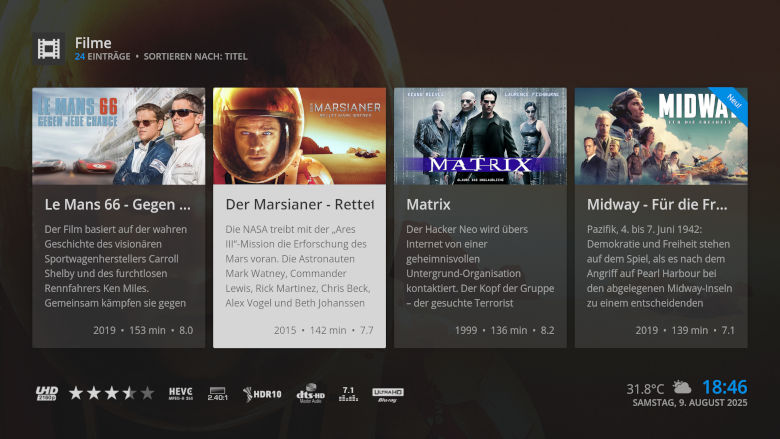 Filme
24 EINTRÄGE • SORTIEREN NACH: TITEL
LE MANS 66
GEGEN JEDE CHANCE
MARSIANER
KEANU REEVES LAURENCE FISHBURNE
MATRIX
GLAUBE DAS UNGLAUBLICHE
MIDWAY
FÜR DIE FREIHEIT
Neu!
Le Mans 66 - Gegen ...
Der Film basiert auf der wahren
Geschichte des visionären
Sportwagenherstellers Carroll
Shelby und des furchtlosen
Rennfahrers Ken Miles.
Gemeinsam kämpfen sie gegen
2019 • 153 min • 8.0
Der Marsianer - Rettet
Die NASA treibt mit der „Ares
III“-Mission die Erforschung des
Mars voran. Die Astronauten
Mark Watney, Commander
Lewis, Rick Martinez, Chris Beck,
Alex Vogel und Beth Johanssen
2015 • 142 min • 7.7
Matrix
Der Hacker Neo wird übers
Internet von einer
geheimnisvollen
Untergrund-Organisation
kontaktiert. Der Kopf der Gruppe
– der gesuchte Terrorist
1999 • 136 min • 8.2
Midway - Für die Fr...
Pazifik, 4. bis 7. Juni 1942:
Demokratie und Freiheit stehen
auf dem Spiel, als es nach dem
Angriff auf Pearl Harbour bei
den abgelegenen Midway-Inseln
zu einem entscheidenden
2019 • 139 min • 7.1
UHD
2160p
HEVC
MPEG-H 265
2.40:1
HDR10
dts-HD
Master Audio
7.1
ULTRA HD
Blu-ray
31.8°C 18:46
SAMSTAG, 9. AUGUST 2025